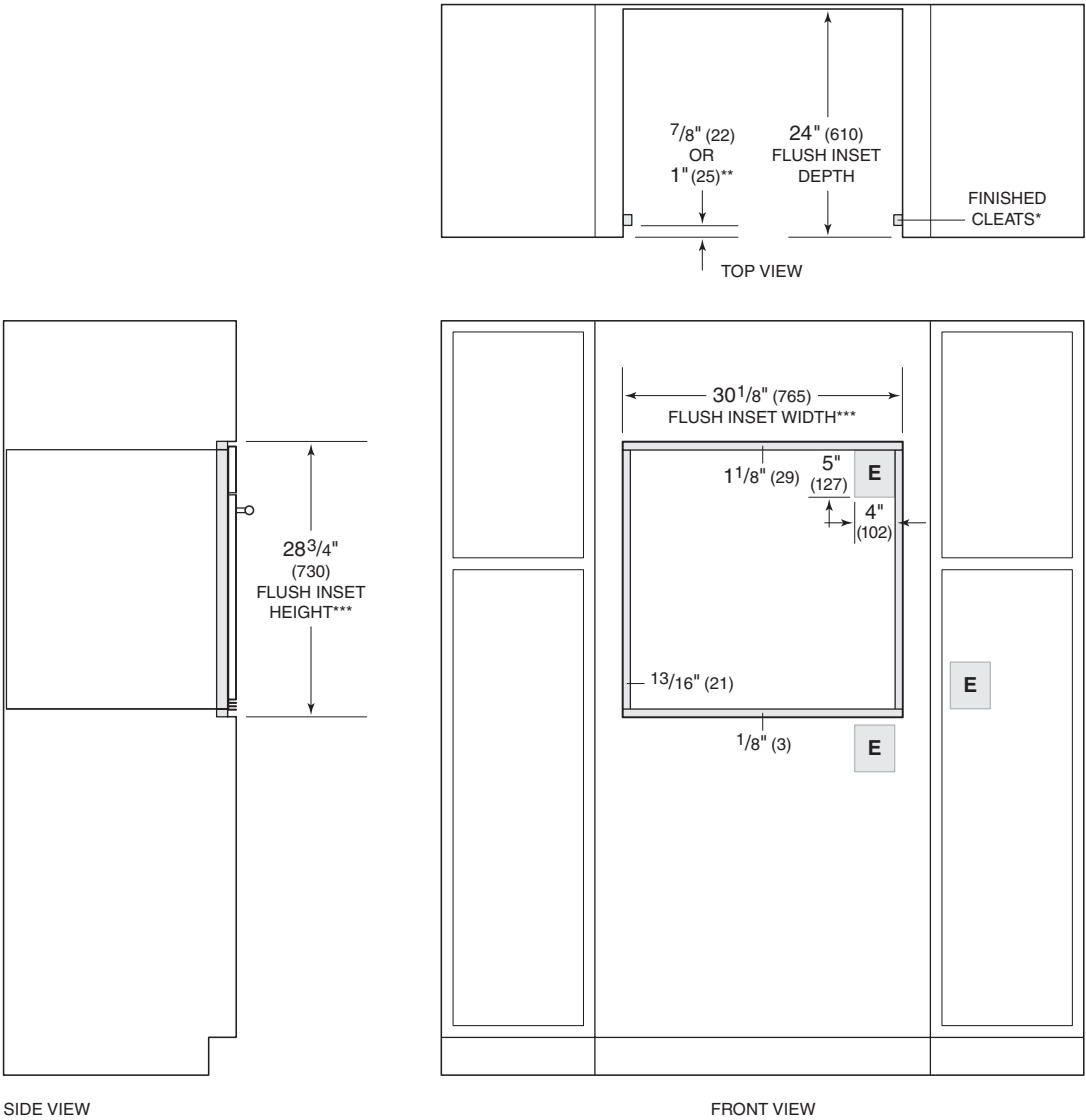 7/8" (22)
OR
1" (25)**
24" (610)
FLUSH INSET
DEPTH
FINISHED
CLEATS*
TOP VIEW
28 3/4"
(730)
FLUSH INSET
HEIGHT***
30 1/8" (765)
FLUSH INSET WIDTH***
1 1/8" (29)
5"
(127)
E
4"
(102)
13/16" (21)
E
1/8" (3)
E
SIDE VIEW
FRONT VIEW